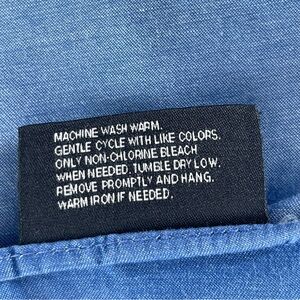 MACHINE WASH WARM.
GENTLE CYCLE WITH LIKE COLORS.
ONLY NON-CHLORINE BLEACH
WHEN NEEDED. TUMBLE DRY LOW.
REMOVE PROMPTLY AND HANG.
WARM IRON IF NEEDED.